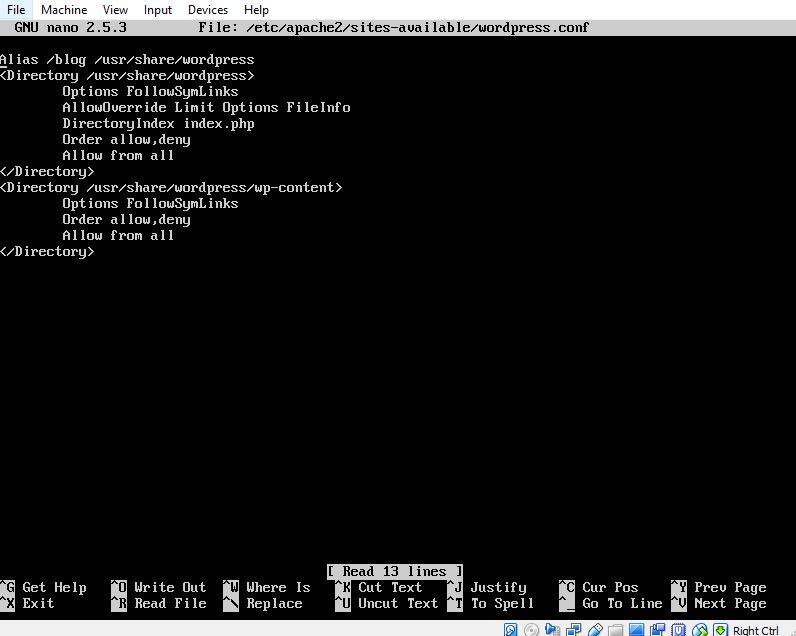 File Machine View Input Devices Help
GNU nano 2.5.3 File: /etc/apache2/sites-available/wordpress.conf
Alias /blog /usr/share/wordpress
<Directory /usr/share/wordpress>
Options FollowSymLinks
AllowOverride Limit Options FileInfo
DirectoryIndex index.php
Order allow,deny
Allow from all
</Directory>
<Directory /usr/share/wordpress/wp-content>
Options FollowSymLinks
Order allow,deny
Allow from all
</Directory>
[ Read 13 lines ]
^G Get Help ^O Write Out ^W Where Is ^K Cut Text ^J Justify ^C Cur Pos ^Y Prev Page
^X Exit ^R Read File ^\ Replace ^U Uncut Text ^T To Spell ^_ Go To Line ^V Next Page
Right Ctrl